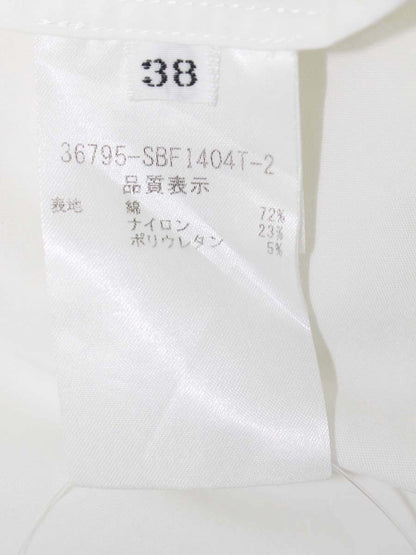 38
36795-SBF1404T-2
品質表示
表地 綿 72%
ナイロン 23%
ポリウレタン 5%